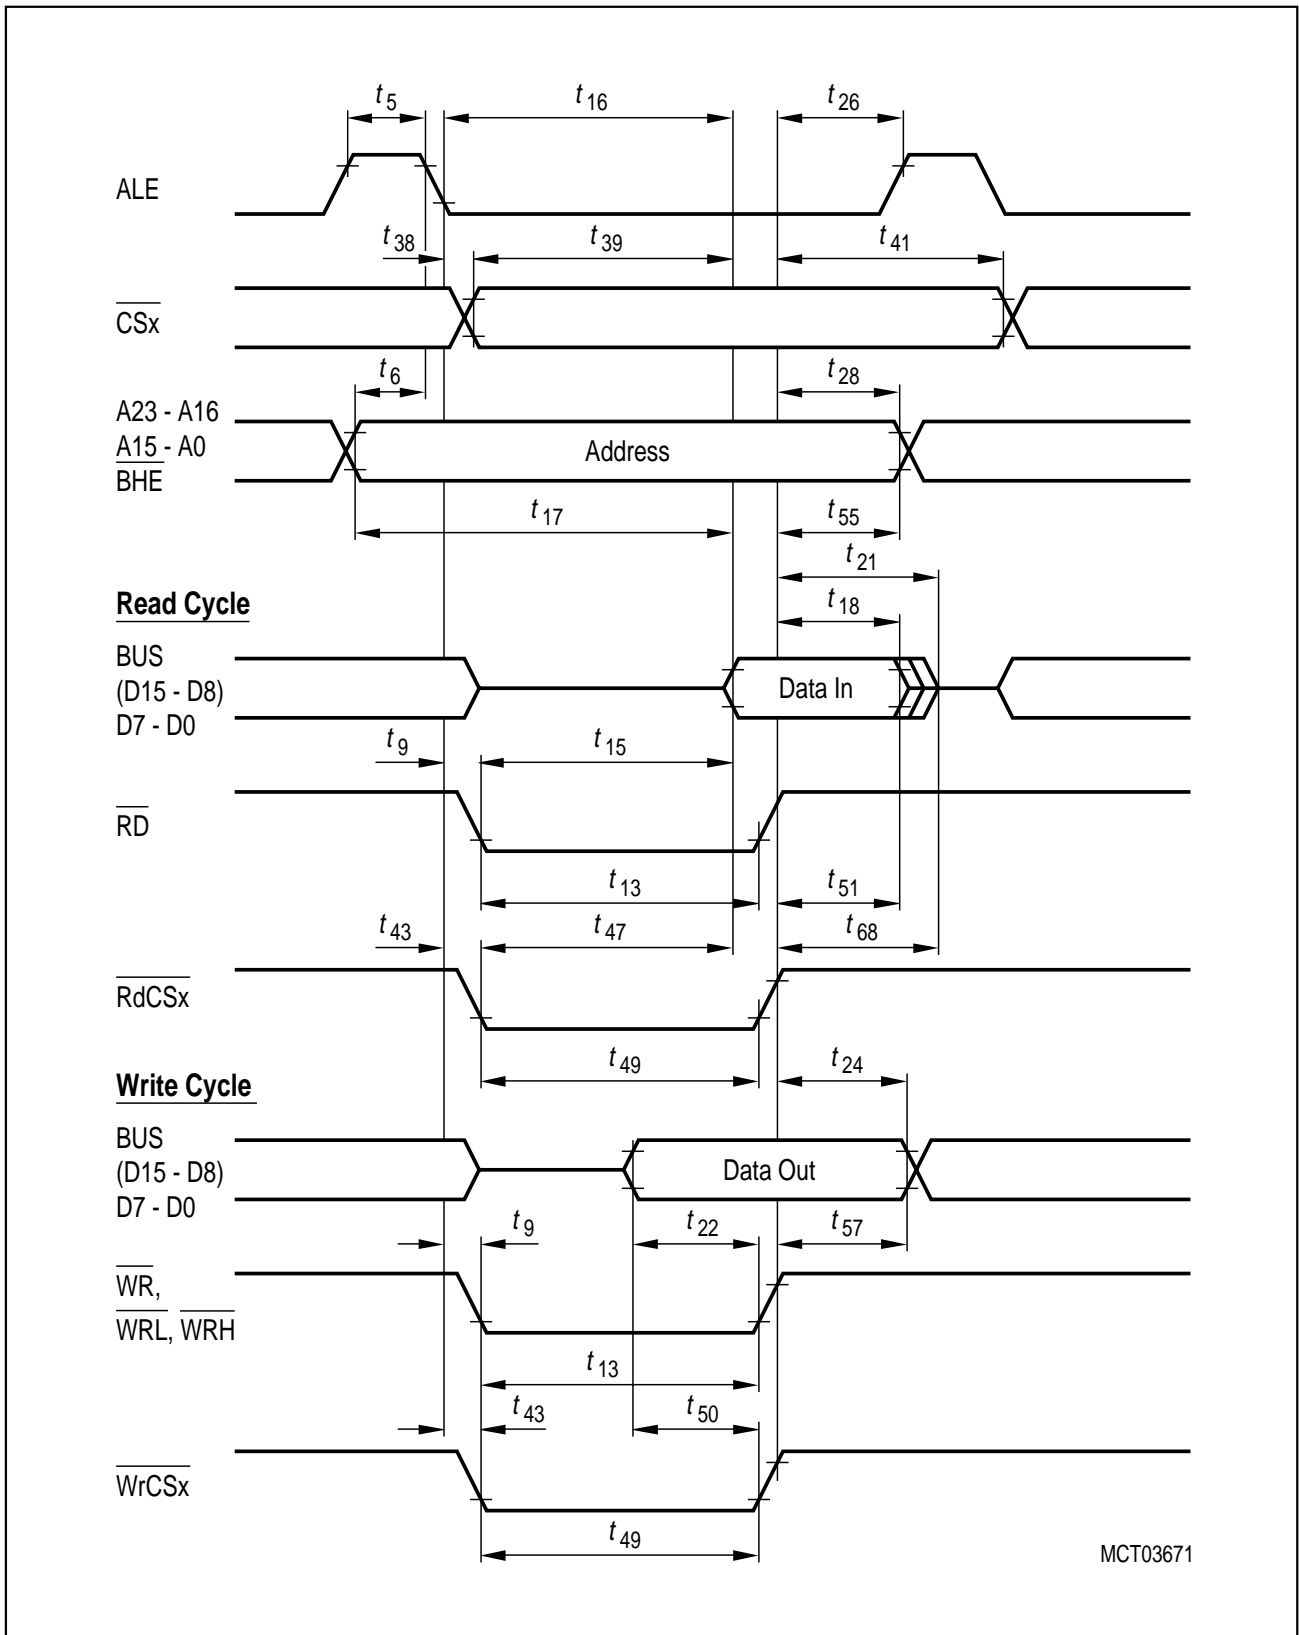 t5 t16 t26
ALE
t38 t39 t41
CSx
t6 t28
A23 - A16
A15 - A0
BHE
Address
t17 t55
t21
Read Cycle
t18
BUS
(D15 - D8)
D7 - D0
Data In
t9 t15
RD
t13 t51
t43 t47 t68
RdCSx
t49 t24
Write Cycle
BUS
(D15 - D8)
D7 - D0
Data Out
t9 t22 t57
WR,
WRL, WRH
t13
t43 t50
WrCSx
t49
MCT03671